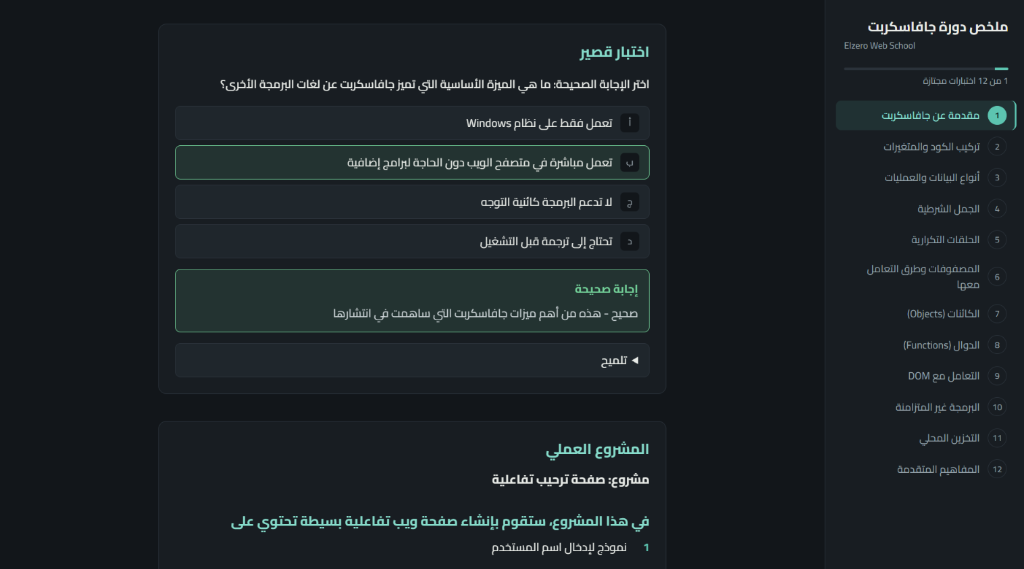 ملخص دورة جافاسكربت
Elzero Web School
1 من 12 اختبارات مجتازة
1 مقدمة عن جافاسكربت
2 تركيب الكود والمتغيرات
3 أنواع البيانات والعمليات
4 الجمل الشرطية
5 الحلقات التكرارية
6 المصفوفات وطرق التعامل
معها
7 الكائنات (Objects)
8 الدوال (Functions)
9 التعامل مع DOM
10 البرمجة غير المتزامنة
11 التخزين المحلي
12 المفاهيم المتقدمة
اختبار قصير
اختر الإجابة الصحيحة: ما هي الميزة الأساسية التي تميز جافاسكربت عن لغات البرمجة الأخرى؟
أ تعمل فقط على نظام Windows
ب تعمل مباشرة في متصفح الويب دون الحاجة لبرامج إضافية
ج لا تدعم البرمجة كائنية التوجه
د تحتاج إلى ترجمة قبل التشغيل
إجابة صحيحة
صحيح - هذه من أهم ميزات جافاسكربت التي ساهمت في انتشارها
◀ تلميح
المشروع العملي
مشروع: صفحة ترحيب تفاعلية
في هذا المشروع، ستقوم بإنشاء صفحة ويب تفاعلية بسيطة تحتوي على
1 نموذج لإدخال اسم المستخدم